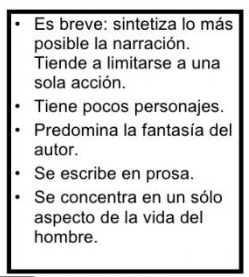 • Es breve: sintetiza lo más
posible la narración.
Tiende a limitarse a una
sola acción.
• Tiene pocos personajes.
• Predomina la fantasía del
autor.
• Se escribe en prosa.
• Se concentra en un sólo
aspecto de la vida del
hombre.